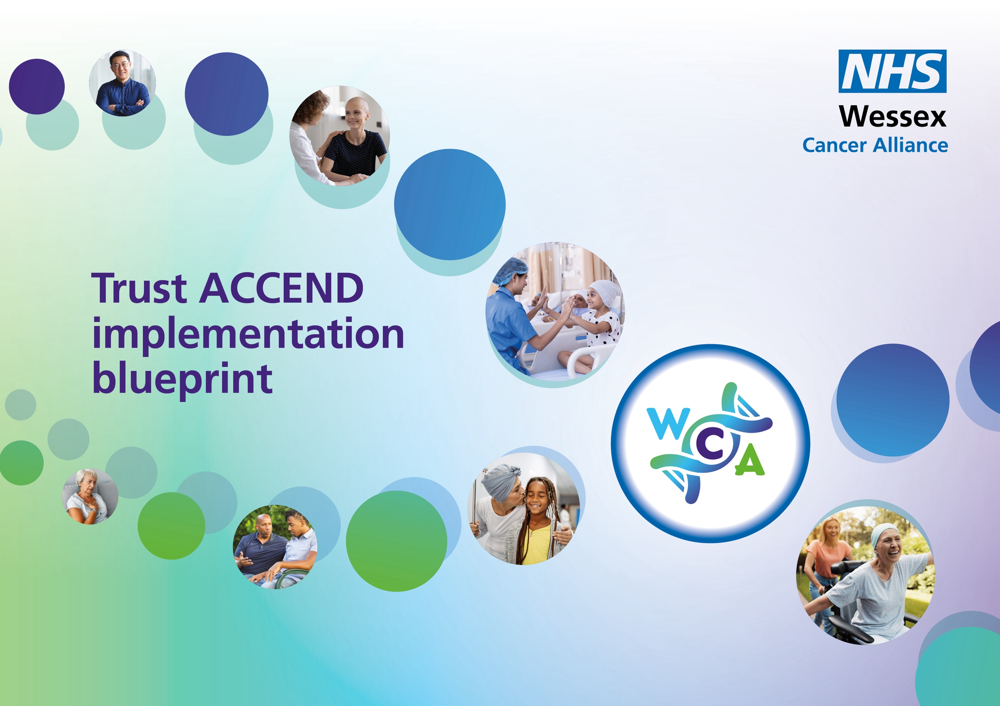 NHS
Wessex
Cancer Alliance
Trust ACCEND
implementation
blueprint
W
C
A